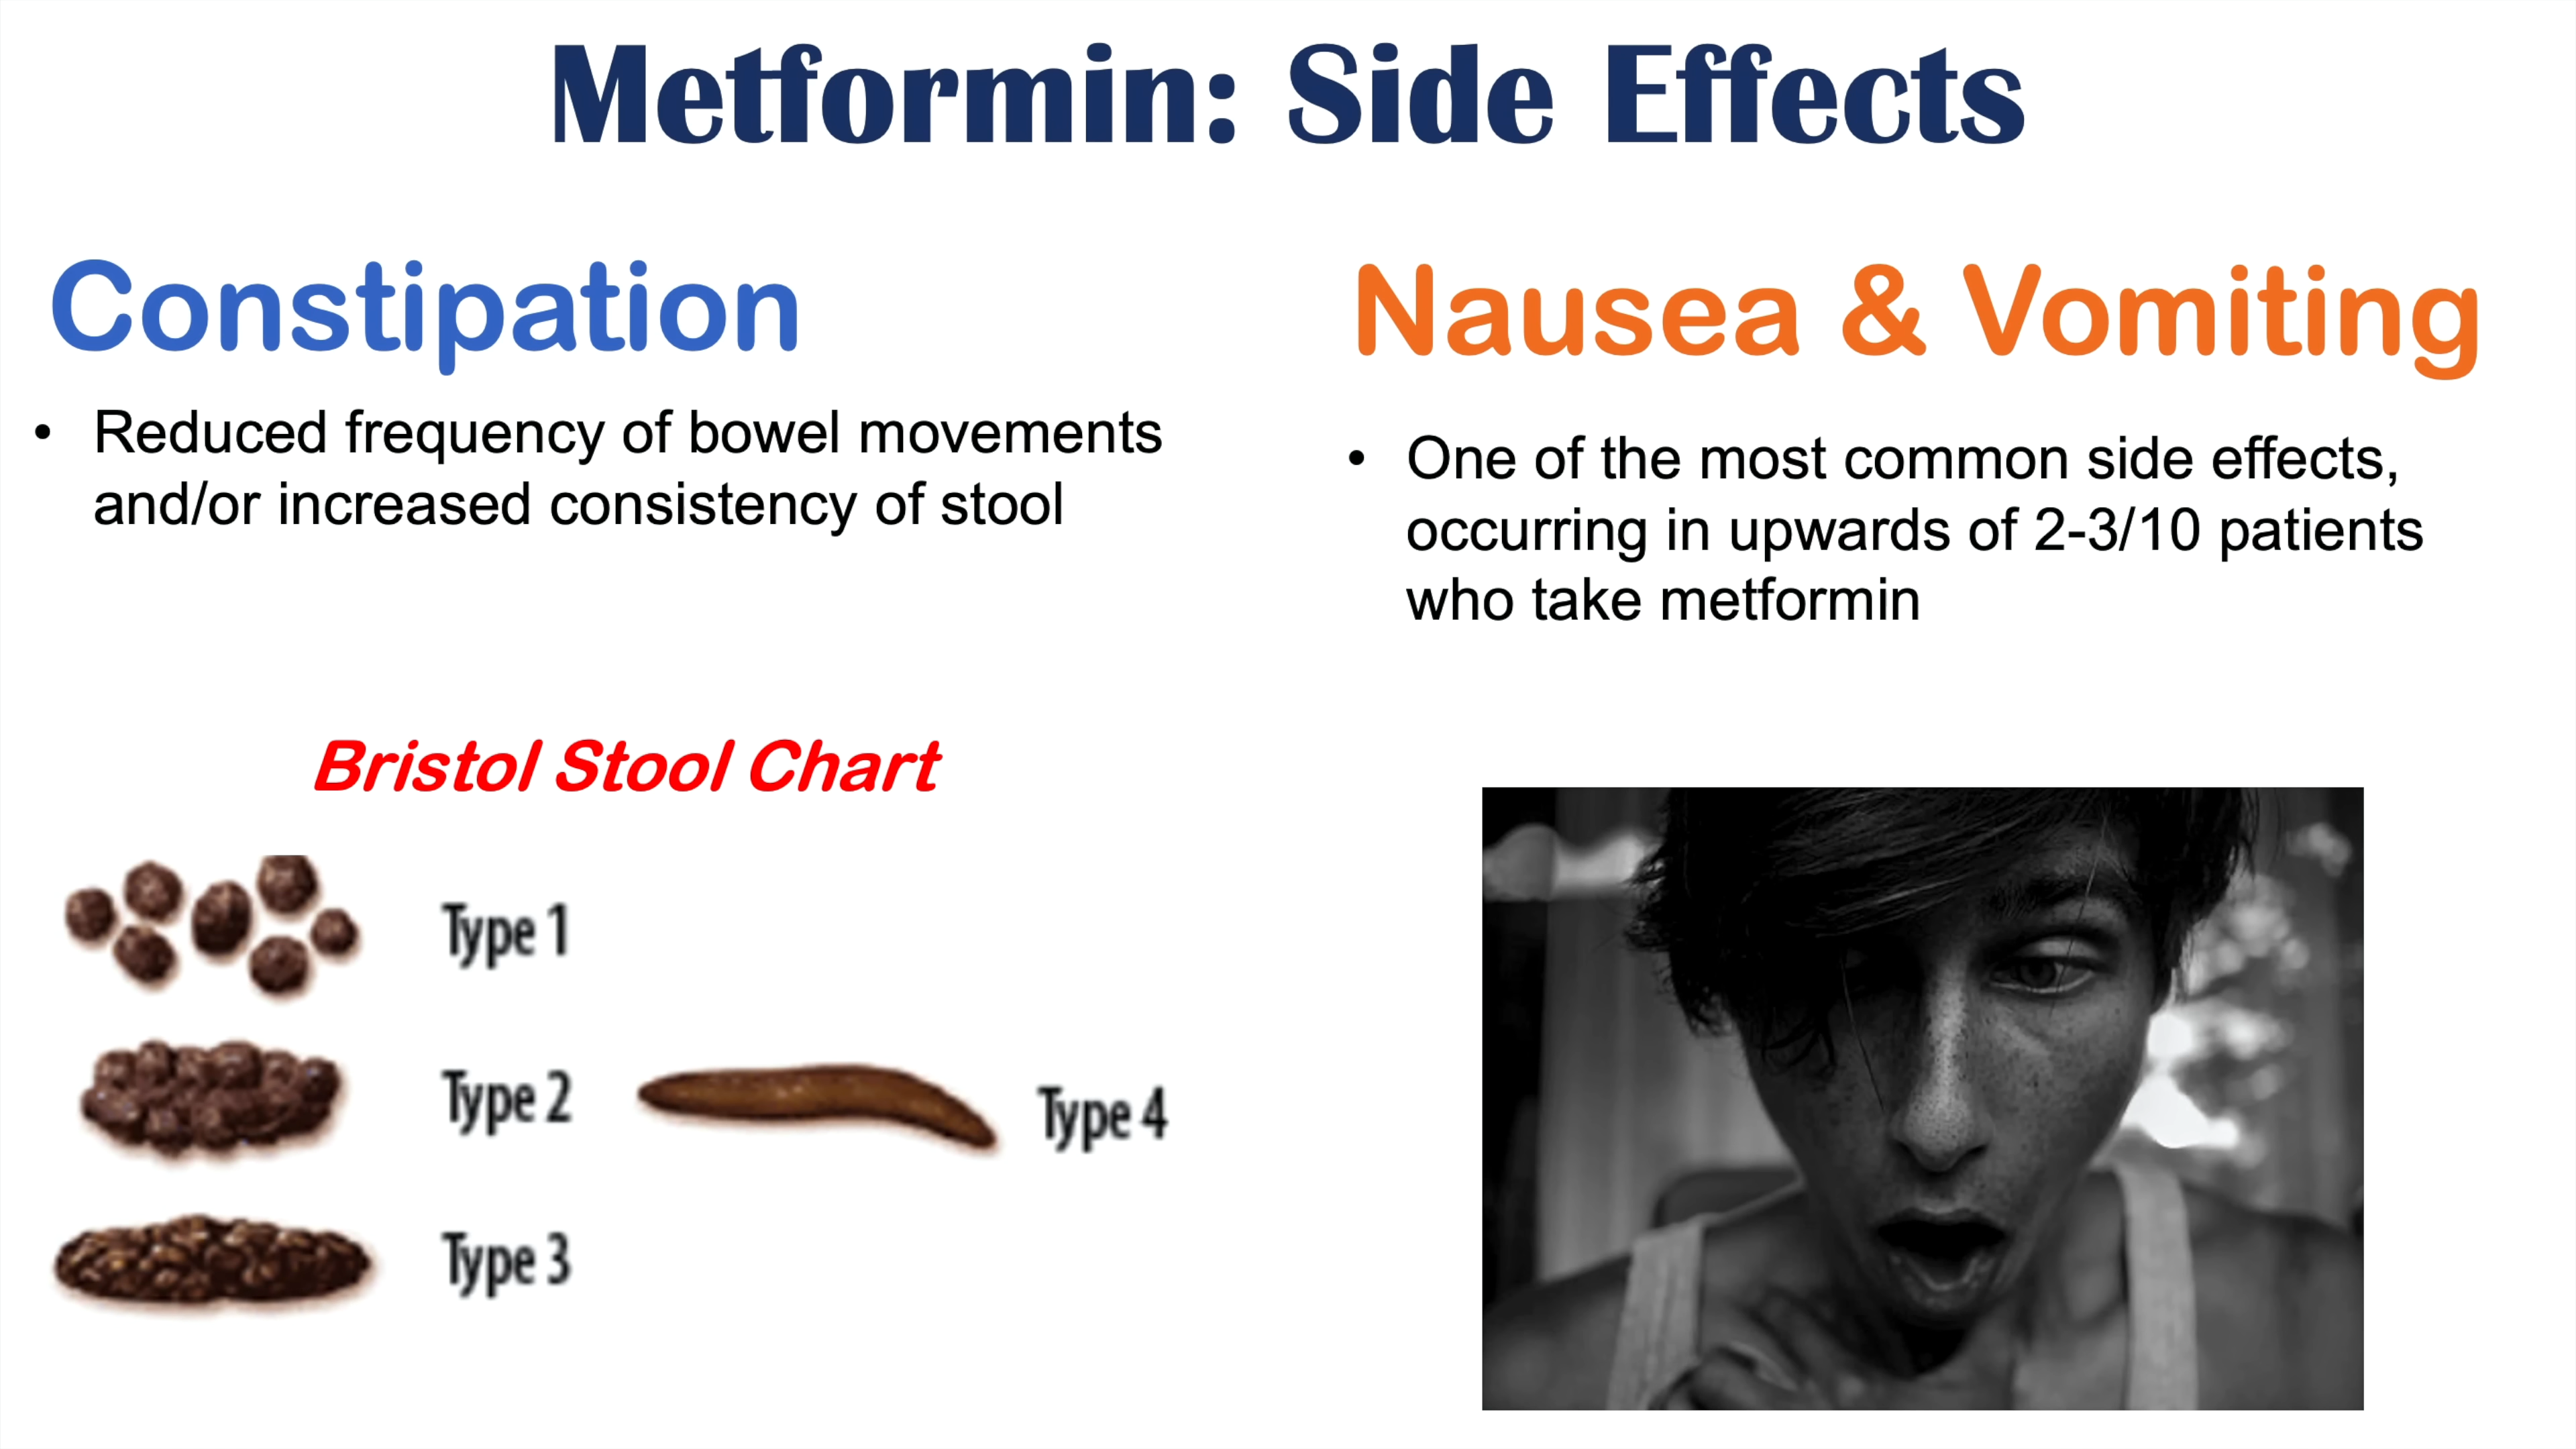 Metformin: Side Effects
Constipation
• Reduced frequency of bowel movements
and/or increased consistency of stool
Bristol Stool Chart
Type 1
Type 2
Type 4
Type 3
Nausea & Vomiting
• One of the most common side effects,
occurring in upwards of 2-3/10 patients
who take metformin